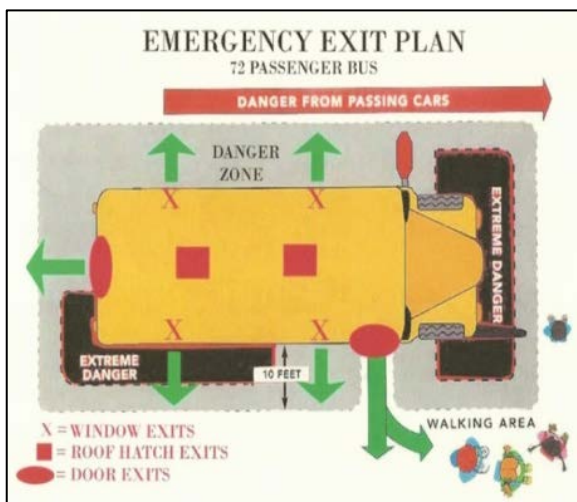 EMERGENCY EXIT PLAN
72 PASSENGER BUS
DANGER FROM PASSING CARS
DANGER
ZONE
X
X
EXTREME DANGER
X
X
EXTREME
DANGER
10 FEET
WALKING AREA
X = WINDOW EXITS
= ROOF HATCH EXITS
= DOOR EXITS